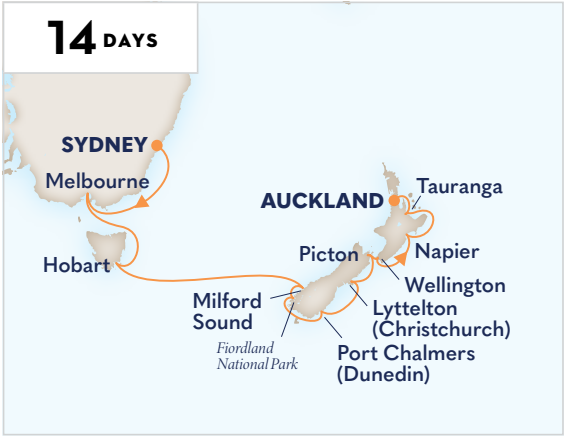 14 DAYS
SYDNEY
Melbourne
Hobart
AUCKLAND
Tauranga
Picton
Napier
Wellington
Milford
Sound
Lyttelton
(Christchurch)
Fiordland
National Park
Port Chalmers
(Dunedin)